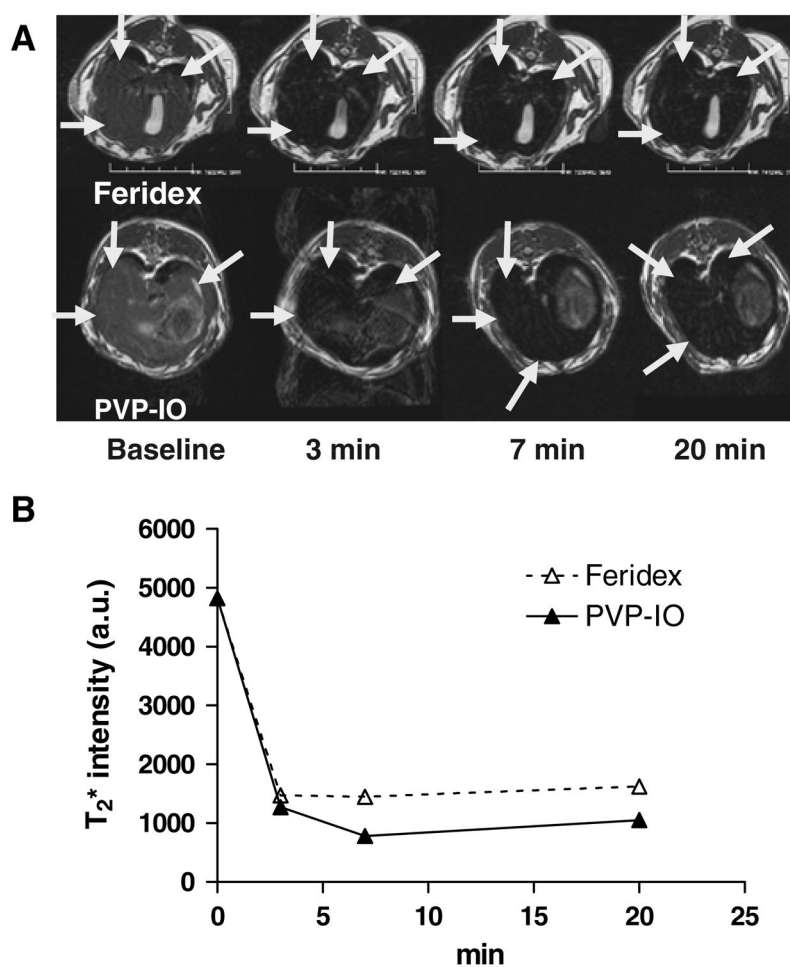 A
Feridex
PVP-IO
Baseline 3 min 7 min 20 min
B
6000
5000
4000
3000
2000
1000
0
T2* intensity (a.u.)
Feridex
PVP-IO
0 5 10 15 20 25
min